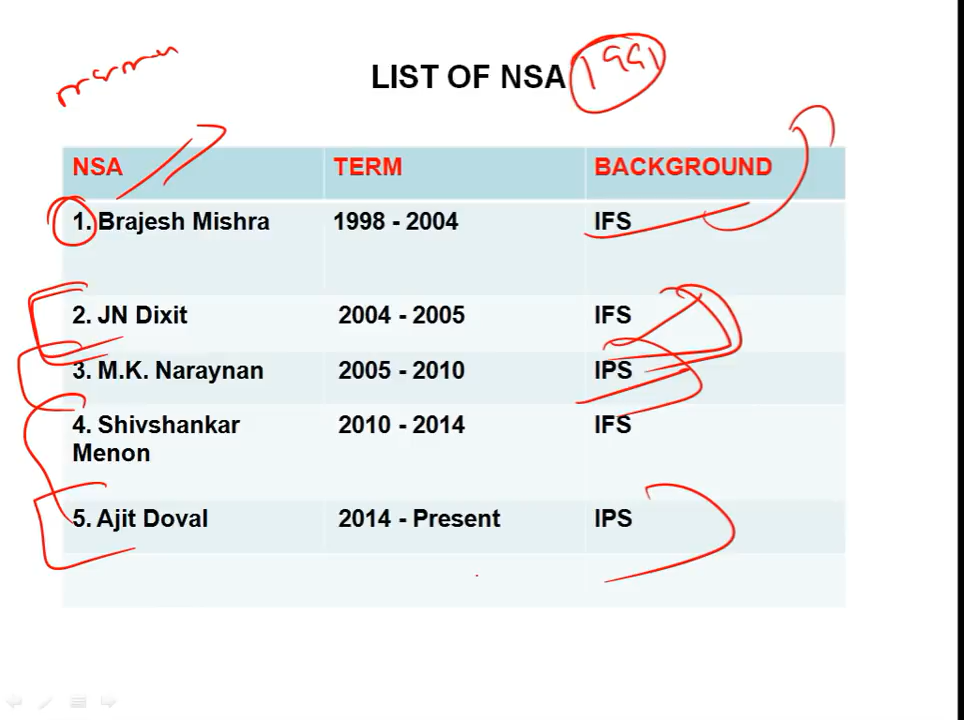 LIST OF NSA 1991
NSA TERM BACKGROUND
1. Brajesh Mishra 1998 - 2004 IFS
2. JN Dixit 2004 - 2005 IFS
3. M.K. Naraynan 2005 - 2010 IPS
4. Shivshankar 2010 - 2014 IFS
Menon
5. Ajit Doval 2014 - Present IPS